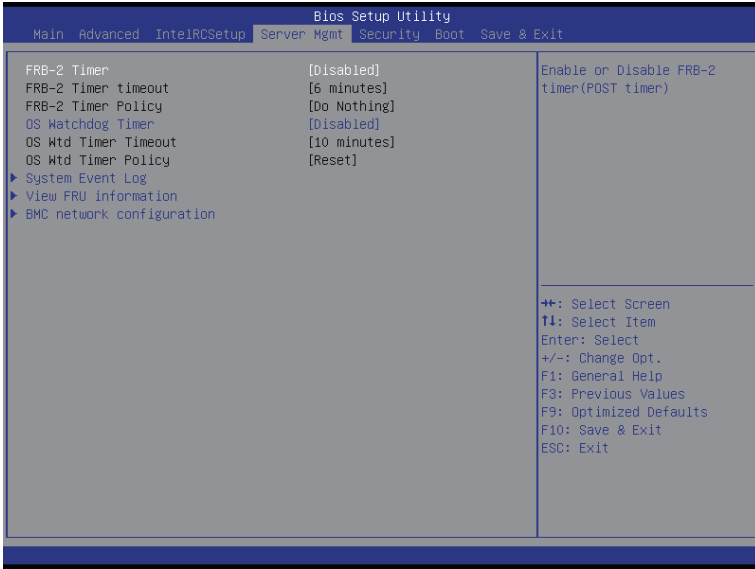 Bios Setup Utility
Main Advanced IntelRCSetup Server Mgmt Security Boot Save & Exit
FRB-2 Timer [Disabled]
FRB-2 Timer timeout [6 minutes]
FRB-2 Timer Policy [Do Nothing]
OS Watchdog Timer [Disabled]
OS Wtd Timer Timeout [10 minutes]
OS Wtd Timer Policy [Reset]
System Event Log
View FRU information
BMC network configuration
Enable or Disable FRB-2
timer(POST timer)
→←: Select Screen
↑↓: Select Item
Enter: Select
+/-: Change Opt.
F1: General Help
F3: Previous Values
F9: Optimized Defaults
F10: Save & Exit
ESC: Exit